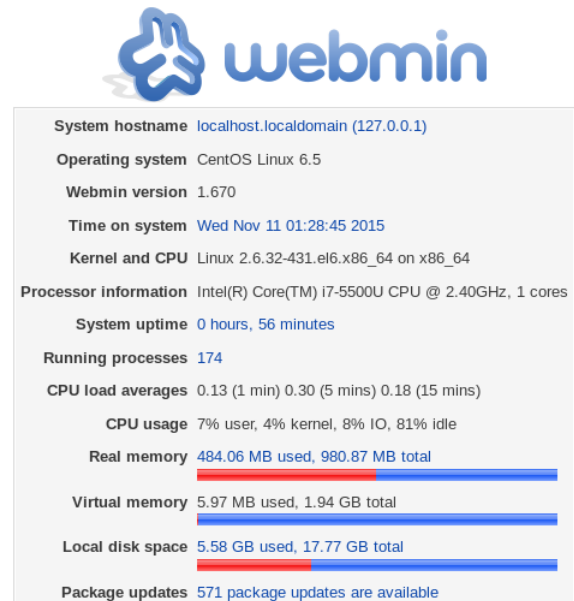 webmin
System hostname localhost.localdomain (127.0.0.1)
Operating system CentOS Linux 6.5
Webmin version 1.670
Time on system Wed Nov 11 01:28:45 2015
Kernel and CPU Linux 2.6.32-431.el6.x86_64 on x86_64
Processor information Intel(R) Core(TM) i7-5500U CPU @ 2.40GHz, 1 cores
System uptime 0 hours, 56 minutes
Running processes 174
CPU load averages 0.13 (1 min) 0.30 (5 mins) 0.18 (15 mins)
CPU usage 7% user, 4% kernel, 8% IO, 81% idle
Real memory 484.06 MB used, 980.87 MB total
Virtual memory 5.97 MB used, 1.94 GB total
Local disk space 5.58 GB used, 17.77 GB total
Package updates 571 package updates are available